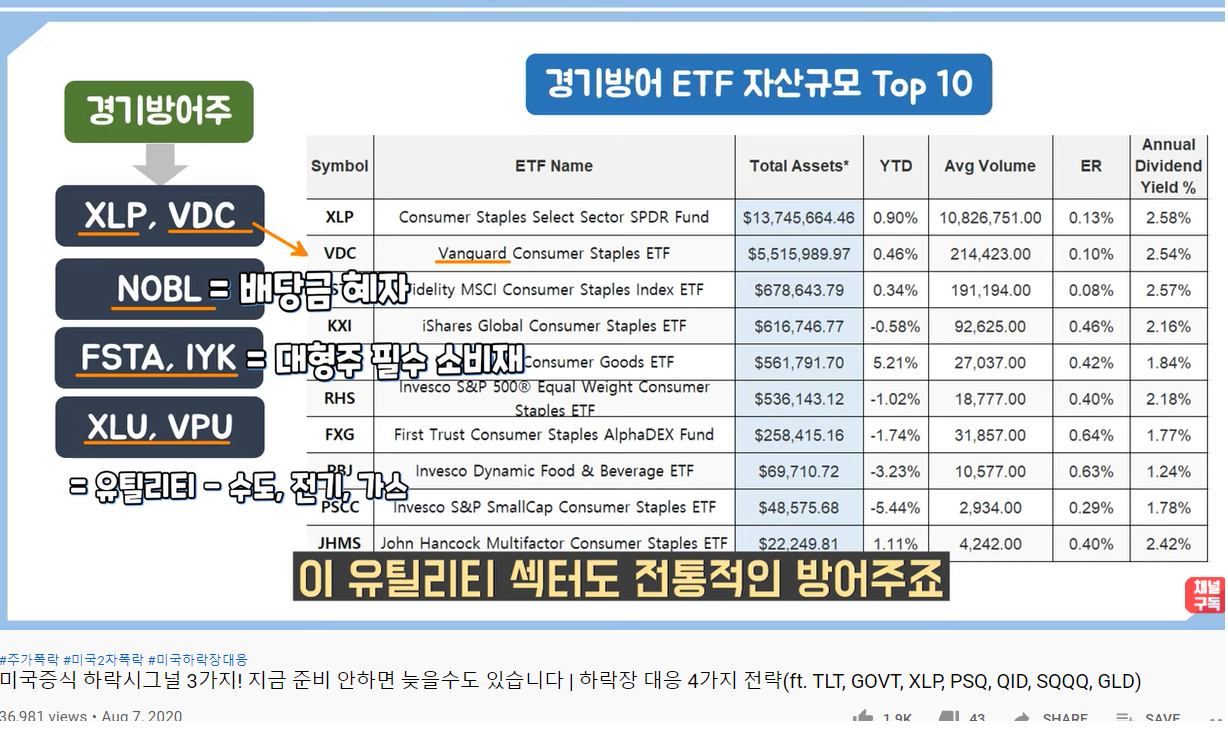 경기방어주
XLP, VDC
NOBL = 배당금 혜자
FSTA, IYK = 대형주 필수 소비재
XLU, VPU
= 유틸리티 - 수도, 전기, 가스
경기방어 ETF 자산규모 Top 10
Symbol ETF Name Total Assets* YTD Avg Volume ER Annual Dividend Yield %
XLP Consumer Staples Select Sector SPDR Fund $13,745,664.46 0.90% 10,826,751.00 0.13% 2.58%
VDC Vanguard Consumer Staples ETF $5,515,989.97 0.46% 214,423.00 0.10% 2.54%
MSCI Consumer Staples Index ETF $678,643.79 0.34% 191,194.00 0.08% 2.57%
KXI iShares Global Consumer Staples ETF $616,746.77 -0.58% 92,625.00 0.46% 2.16%
Consumer Goods ETF $561,791.70 5.21% 27,037.00 0.42% 1.84%
RHS Invesco S&P 500® Equal Weight Consumer Staples ETF $536,143.12 -1.02% 18,777.00 0.40% 2.18%
FXG First Trust Consumer Staples AlphaDEX Fund $258,415.16 -1.74% 31,857.00 0.64% 1.77%
PBJ Invesco Dynamic Food & Beverage ETF $69,710.72 -3.23% 10,577.00 0.63% 1.24%
PSCC Invesco S&P SmallCap Consumer Staples ETF $48,575.68 -5.44% 2,934.00 0.29% 1.78%
JHMS John Hancock Multifactor Consumer Staples ETF $22,249.81 1.11% 4,242.00 0.40% 2.42%
이 유틸리티 섹터도 전통적인 방어주죠
채널
구독
#주가폭락 #미국2차폭락 #미국하락장대응
미국증식 하락시그널 3가지! 지금 준비 안하면 늦을수도 있습니다 | 하락장 대응 4가지 전략(ft. TLT, GOVT, XLP, PSQ, QID, SQQQ, GLD)
36,981 views • Aug 7, 2020 1.9K 43 SHARE SAVE